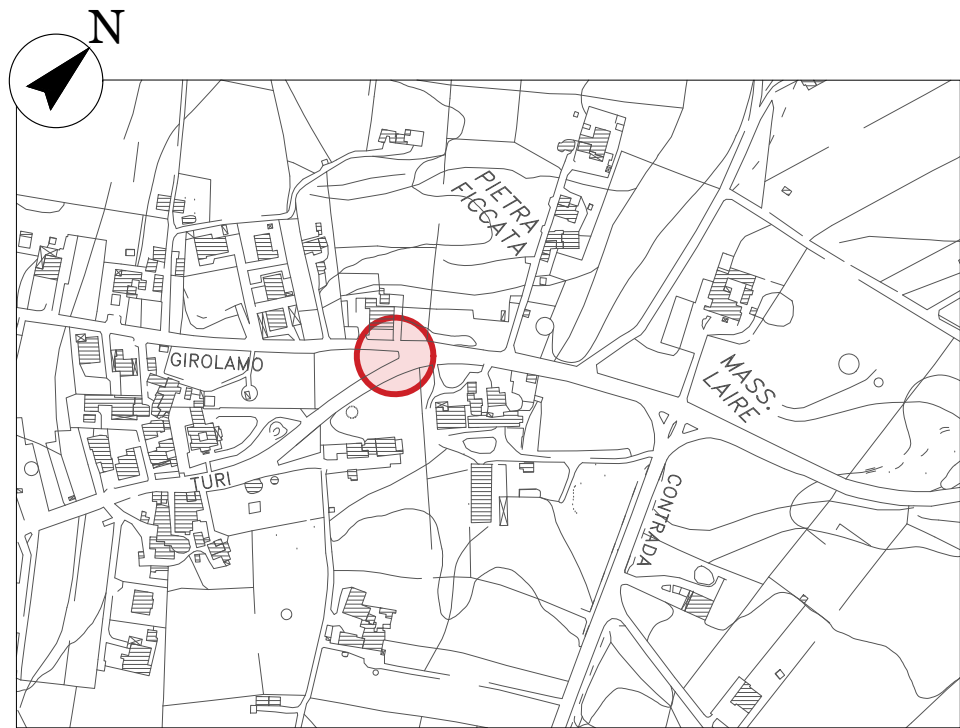 N
PIETRA
FICCATA
GIROLAMO
MASS.
LAIRE
TURI
CONTRADA